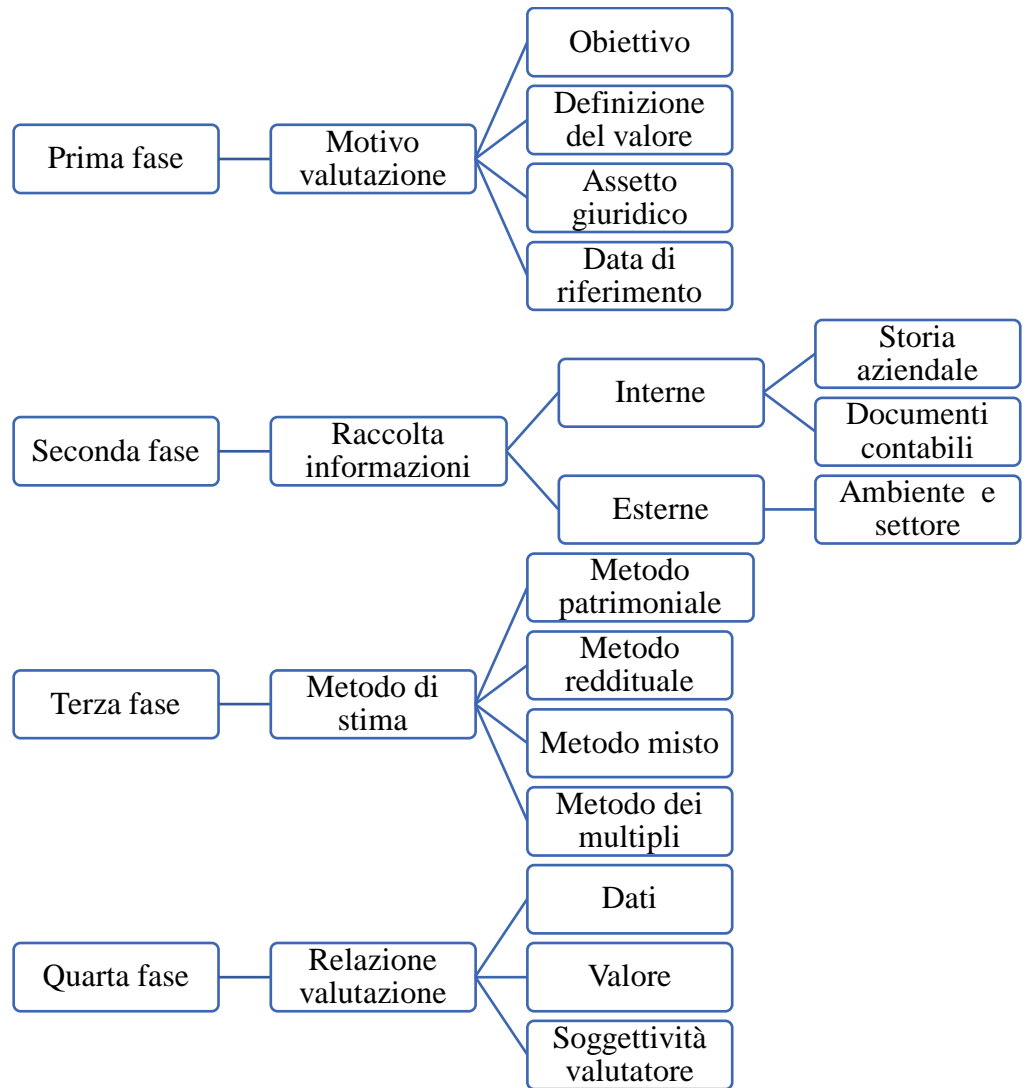 Prima fase
Motivo
valutazione
Obiettivo
Definizione
del valore
Assetto
giuridico
Data di
riferimento
Seconda fase
Raccolta
informazioni
Interne
Storia
aziendale
Documenti
contabili
Esterne
Ambiente e
settore
Terza fase
Metodo di
stima
Metodo
patrimoniale
Metodo
reddituale
Metodo misto
Metodo dei
multipli
Quarta fase
Relazione
valutazione
Dati
Valore
Soggettività
valutatore